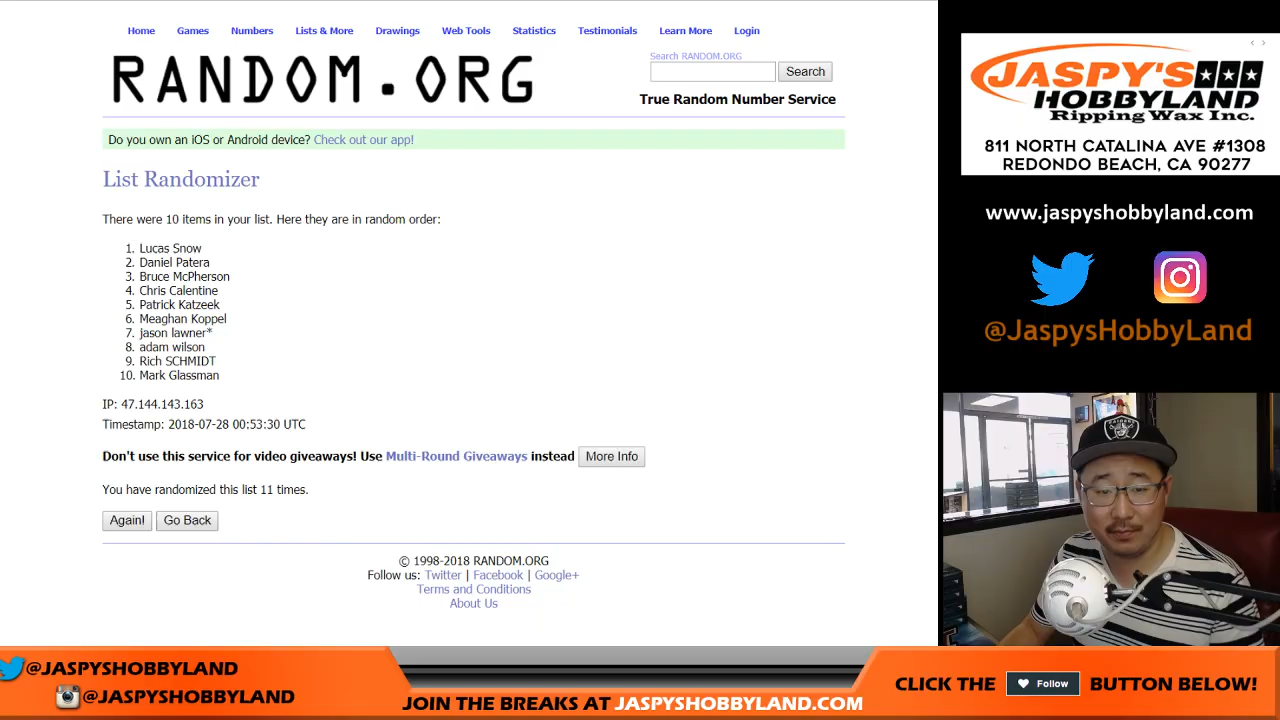 Home Games Numbers Lists & More Drawings Web Tools Statistics Testimonials Learn More Login
Search RANDOM.ORG
RANDOM.ORG
Search
True Random Number Service
Do you own an iOS or Android device? Check out our app!
List Randomizer
There were 10 items in your list. Here they are in random order:
1. Lucas Snow
2. Daniel Patera
3. Bruce McPherson
4. Chris Calentine
5. Patrick Katzeek
6. Meaghan Koppel
7. jason lawner*
8. adam wilson
9. Rich SCHMIDT
10. Mark Glassman
IP: 47.144.143.163
Timestamp: 2018-07-28 00:53:30 UTC
Don't use this service for video giveaways! Use Multi-Round Giveaways instead More Info
You have randomized this list 11 times.
Again! Go Back
© 1998-2018 RANDOM.ORG
Follow us: Twitter | Facebook | Google+
Terms and Conditions
About Us
JASPY'S
HOBBYLAND
Ripping Wax Inc.
811 NORTH CATALINA AVE #1308
REDONDO BEACH, CA 90277
www.jaspyshobbyland.com
@JaspysHobbyLand
RAIDERS
@JASPYSHOBBYLAND
@JASPYSHOBBYLAND
JOIN THE BREAKS AT JASPYSHOBBYLAND.COM
CLICK THE Follow BUTTON BELOW!